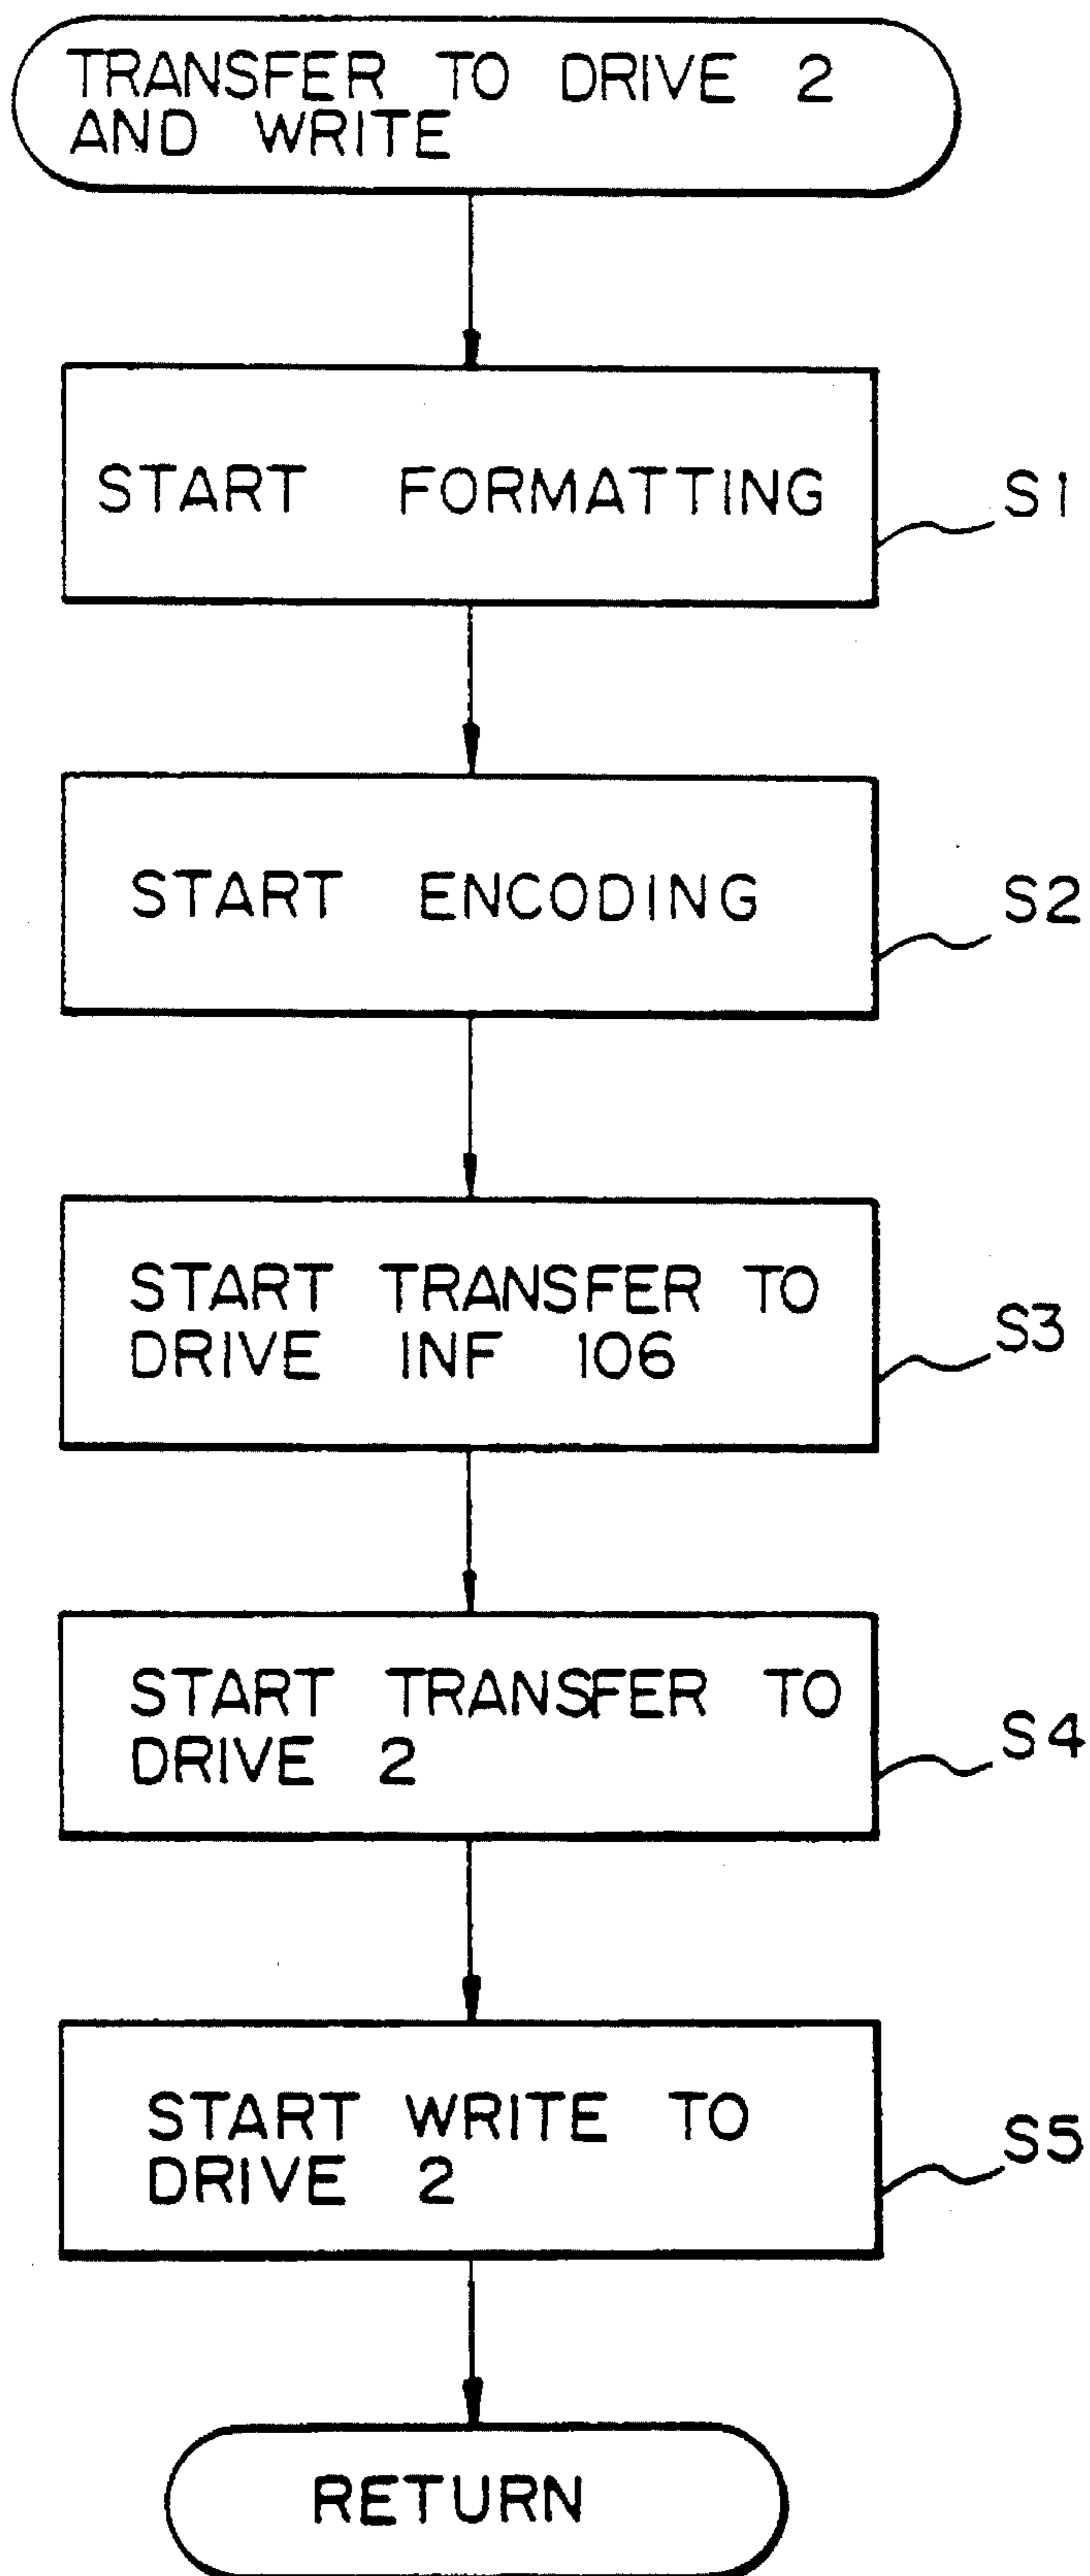 TRANSFER TO DRIVE 2
AND WRITE
START FORMATTING
S1
START ENCODING
S2
START TRANSFER TO
DRIVE INF 106
S3
START TRANSFER TO
DRIVE 2
S4
START WRITE TO
DRIVE 2
S5
RETURN